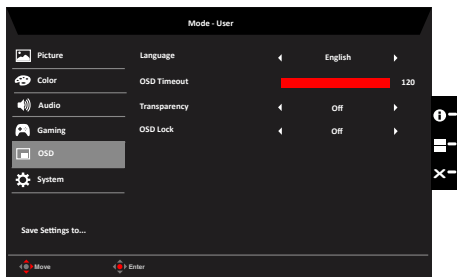 Mode - User
Picture
Language
English
Color
OSD Timeout
120
Audio
Transparency
Off
Gaming
OSD Lock
Off
OSD
System
Save Settings to...
Move
Enter